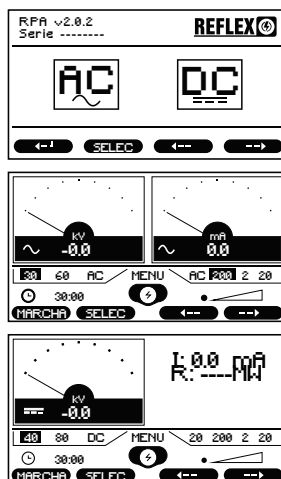 RPA v2.0.2
Serie --------
REFLEX
AC DC
SELEC <-- -->
kV mA
-0.0 0.0
30 60 AC MENU AC 200 2 20
30:00
MARCHA SELEC <-- -->
I: 0.0 mA
R: ----MW
kV
-0.0
40 80 DC MENU 20 200 2 20
30:00
MARCHA SELEC <-- -->